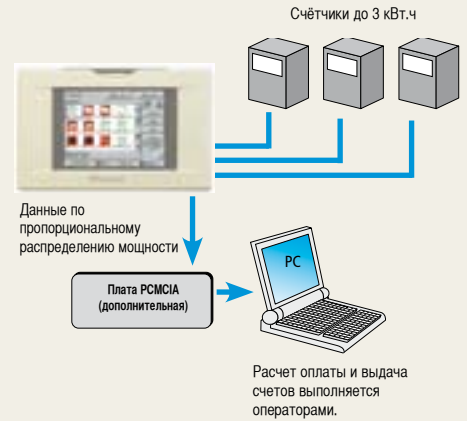 Счётчики до 3 кВт.ч
Данные по
пропорциональному
распределению мощности
Плата PCMCIA
(дополнительная)
PC
Расчет оплаты и выдача
счетов выполняется
операторами.